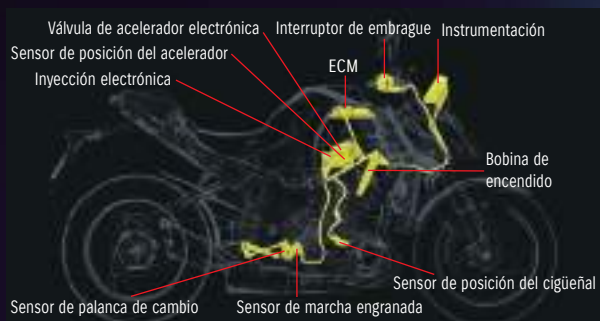 Válvula de acelerador electrónica
Interruptor de embrague
Instrumentación
Sensor de posición del acelerador
ECM
Inyección electrónica
Bobina de
encendido
Sensor de posición del cigüeñal
Sensor de palanca de cambio
Sensor de marcha engranada